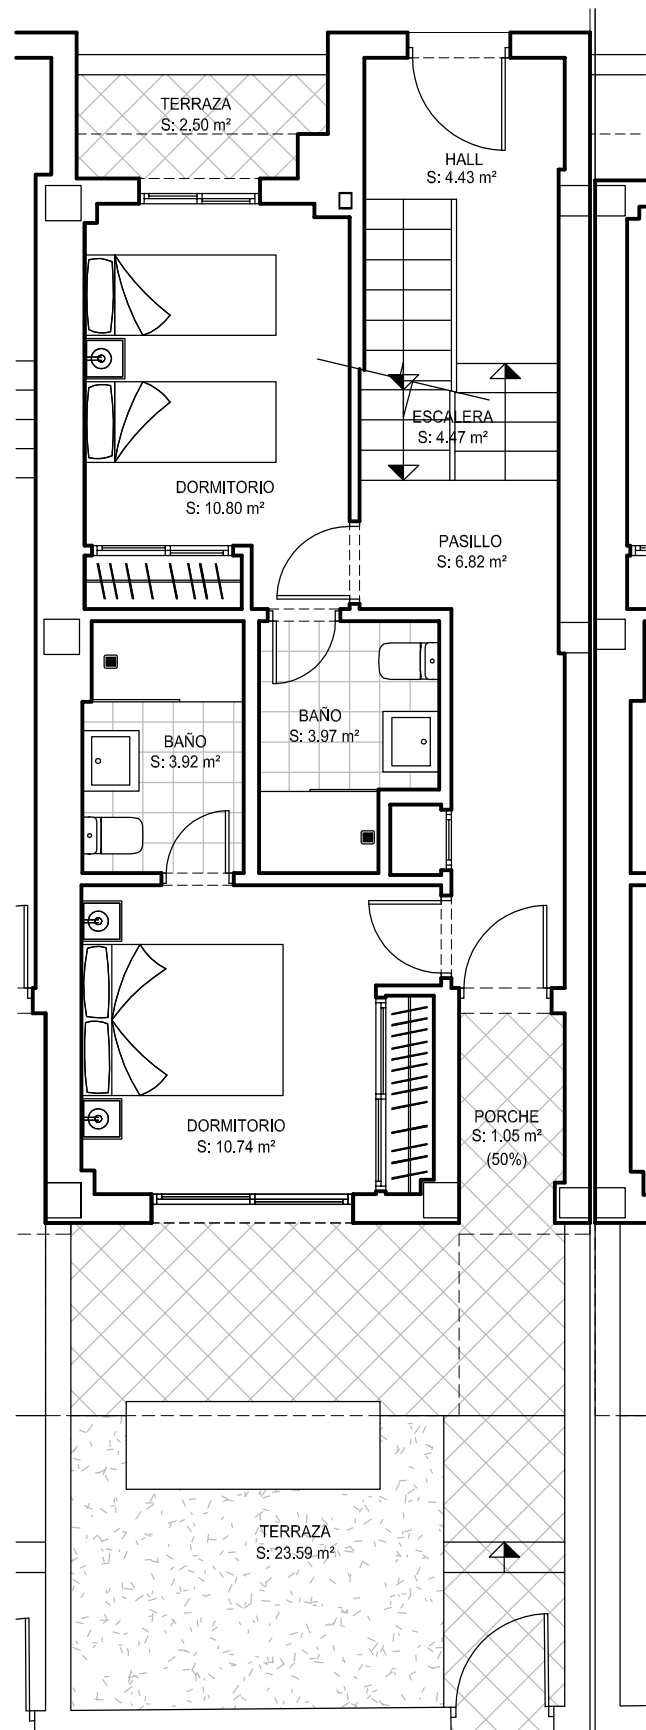 TERRAZA
S: 2.50 m²
HALL
S: 4.43 m²
ESCALERA
S: 4.47 m²
DORMITORIO
S: 10.80 m²
PASILLO
S: 6.82 m²
BAÑO
S: 3.97 m²
BAÑO
S: 3.92 m²
DORMITORIO
S: 10.74 m²
PORCHE
S: 1.05 m²
(50%)
TERRAZA
S: 23.59 m²